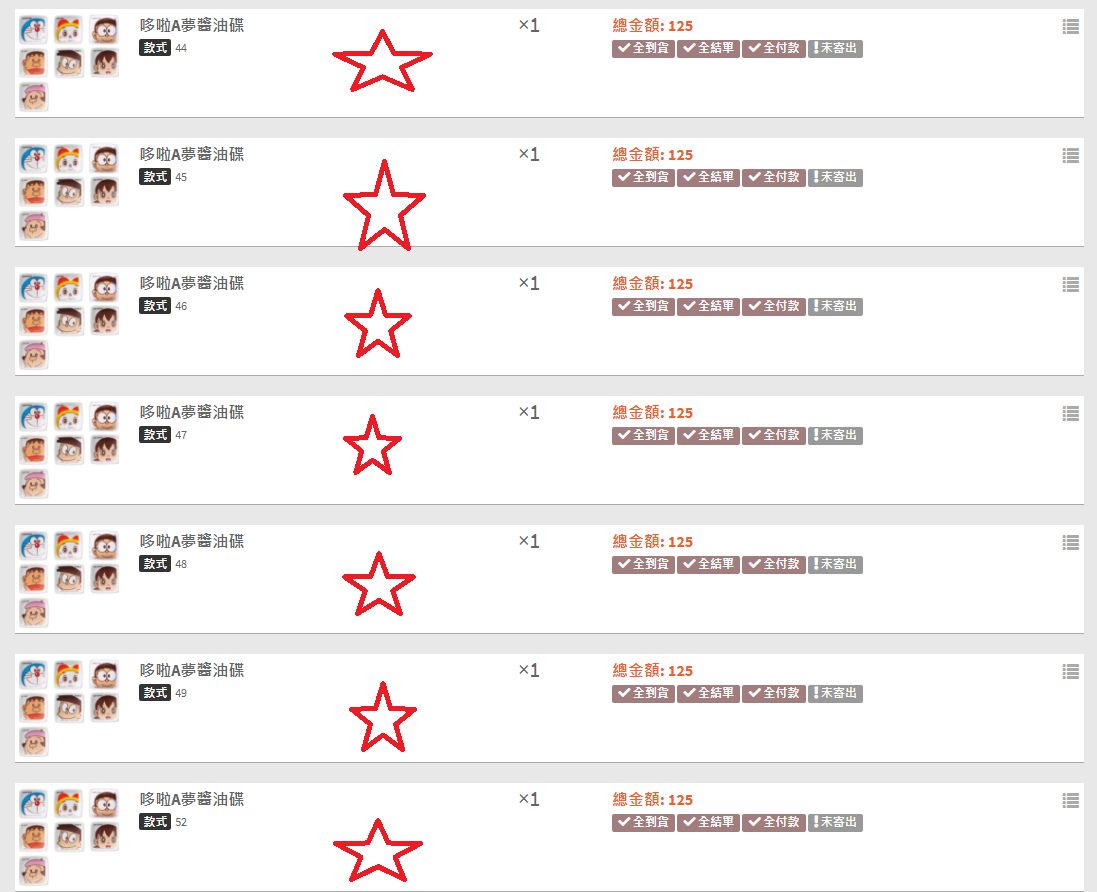 哆啦A夢醬油碟 ×1 總金額: 125
款式 44 全到貨 全結單 全付款 未寄出
哆啦A夢醬油碟 ×1 總金額: 125
款式 45 全到貨 全結單 全付款 未寄出
哆啦A夢醬油碟 ×1 總金額: 125
款式 46 全到貨 全結單 全付款 未寄出
哆啦A夢醬油碟 ×1 總金額: 125
款式 47 全到貨 全結單 全付款 未寄出
哆啦A夢醬油碟 ×1 總金額: 125
款式 48 全到貨 全結單 全付款 未寄出
哆啦A夢醬油碟 ×1 總金額: 125
款式 49 全到貨 全結單 全付款 未寄出
哆啦A夢醬油碟 ×1 總金額: 125
款式 52 全到貨 全結單 全付款 未寄出